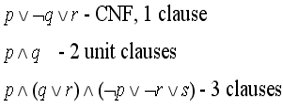 p ∨ ¬q ∨ r - CNF, 1 clause
p ∧ q - 2 unit clauses
p ∧ (q ∨ r) ∧ (¬p ∨ ¬r ∨ s) - 3 clauses